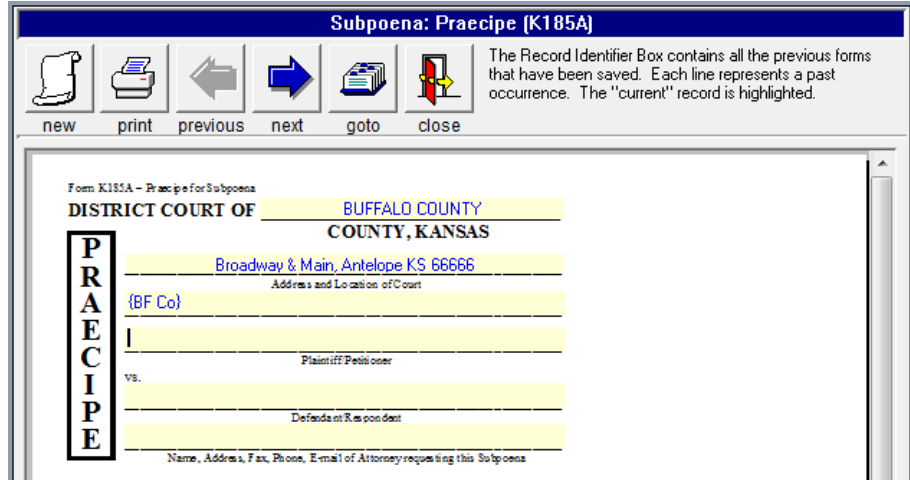 Subpoena: Praecipe (K185A)
new print previous next goto close
The Record Identifier Box contains all the previous forms
that have been saved. Each line represents a past
occurrence. The "current" record is highlighted.
Form K185A – Praecipe for Subpoena
DISTRICT COURT OF BUFFALO COUNTY
COUNTY, KANSAS
PRAECIPE
Broadway & Main, Antelope KS 66666
Address and Location of Court
{BF Co}
Plaintiff/Petitioner
vs.
Defendant/Respondent
Name, Address, Fax, Phone, E-mail of Attorney requesting this Subpoena